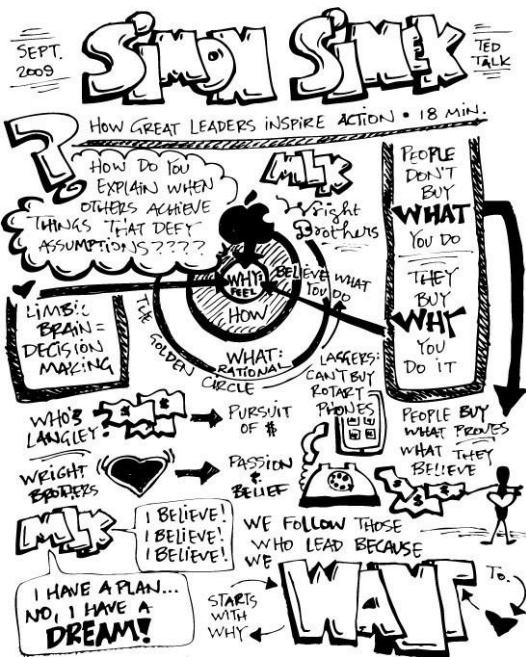 SEPT.
2009
SIMON SINEK
TED
TALK
HOW GREAT LEADERS INSPIRE ACTION • 18 MIN.
?
HOW DO YOU
EXPLAIN WHEN
OTHERS ACHIEVE
THINGS THAT DEFY
ASSUMPTIONS????
MLK
Wright
Brothers
PEOPLE
DON'T
BUY
WHAT
YOU DO
THEY
BUY
WHY
YOU
DO IT
WHY:
FEEL
HOW
WHAT:
RATIONAL
BELIEVE WHAT
YOU DO
THE GOLDEN CIRCLE
LIMBIC
BRAIN =
DECISION
MAKING
LAGGERS:
CAN'T BUY
ROTARY
PHONES
WHO'S
LANGLEY?
$ $ $
PURSUIT
OF $
PEOPLE BUY
WHAT PROVES
WHAT THEY
BELIEVE
WRIGHT
BROTHERS
PASSION
&
BELIEF
$ $ $
MLK
I BELIEVE!
I BELIEVE!
I BELIEVE!
I HAVE A PLAN...
NO, I HAVE A
DREAM!
WE FOLLOW THOSE
WHO LEAD BECAUSE
WE
WANT
TO.
STARTS
WITH
WHY